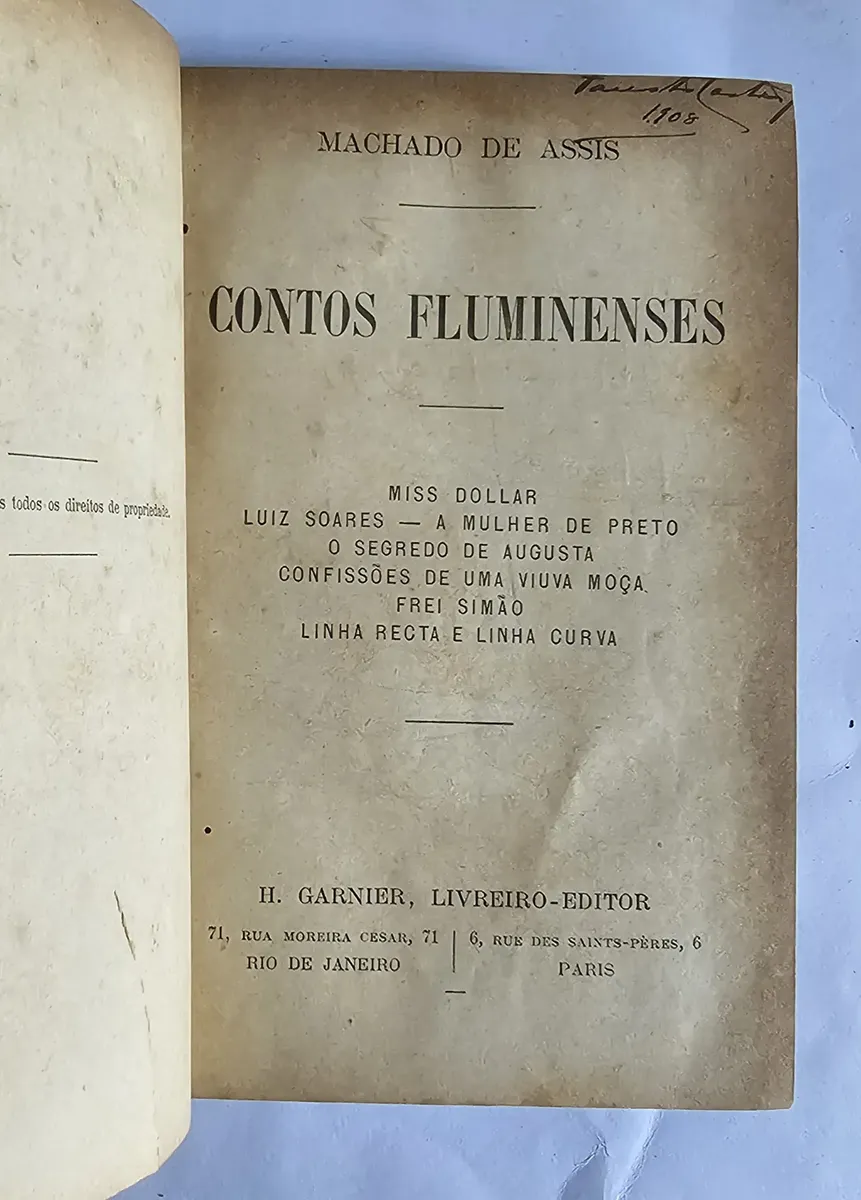 s todos os direitos de propriedade.
1908
MACHADO DE ASSIS
CONTOS FLUMINENSES
MISS DOLLAR
LUIZ SOARES — A MULHER DE PRETO
O SEGREDO DE AUGUSTA
CONFISSÕES DE UMA VIUVA MOÇA
FREI SIMÃO
LINHA RECTA E LINHA CURVA
H. GARNIER, LIVREIRO-EDITOR
71, RUA MOREIRA CESAR, 71
RIO DE JANEIRO
6, RUE DES SAINTS-PÈRES, 6
PARIS